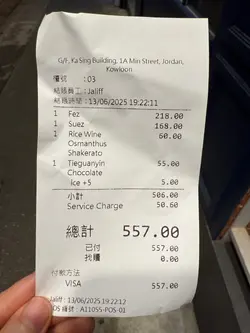 G/F, Ka Sing Building, 1A Min Street, Jordan,
Kowloon
檯號 :03
結賬員工 : Jaliff
結賬時間 : 13/06/2025 19:22:11
1 Fez 218.00
1 Suez 168.00
1 Rice Wine 60.00
Osmanthus
Shakerato
1 Tieguanyin 55.00
Chocolate
Ice +5 5.00
小計 506.00
Service Charge 50.60
總計 557.00
已付 557.00
找續 0.00
付款方法
VISA 557.00
Jaliff : 13/06/2025 19:22:12
POS 編號 : A11055-POS-01